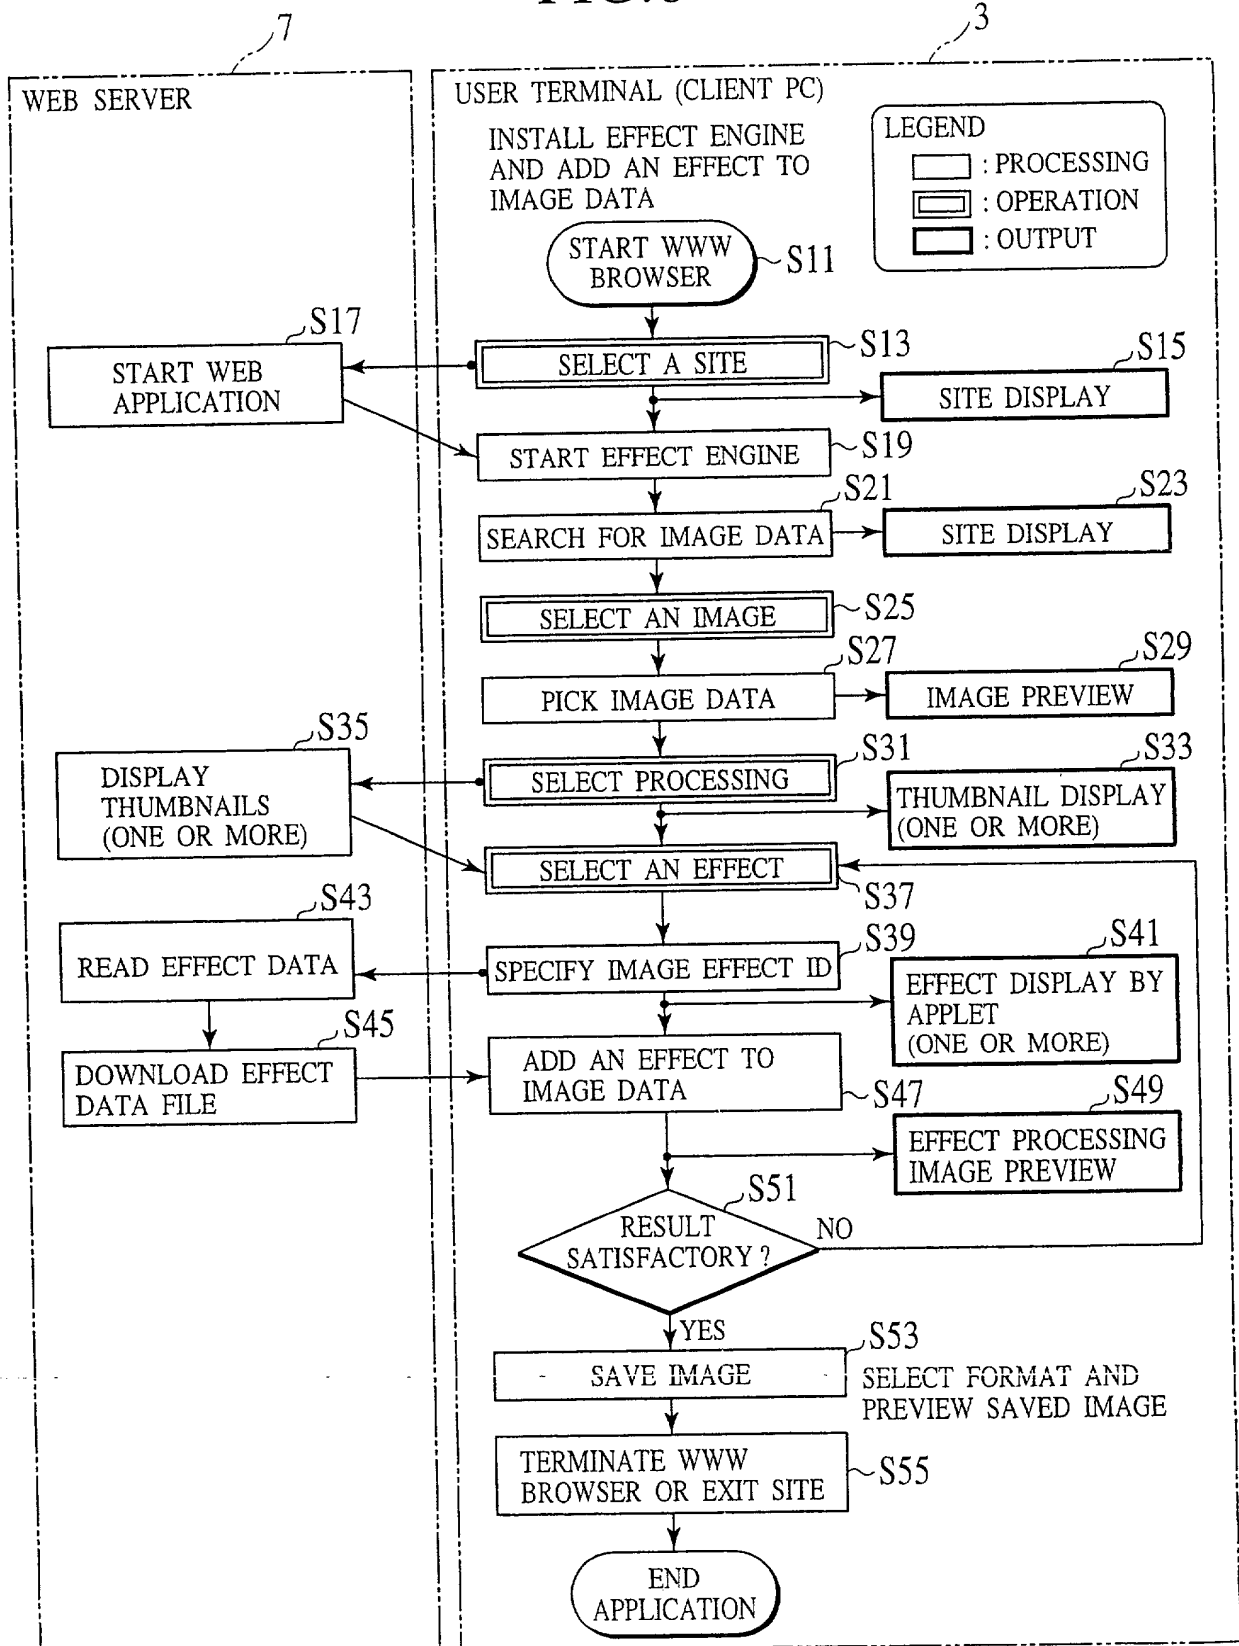 7
3
WEB SERVER
USER TERMINAL (CLIENT PC)
INSTALL EFFECT ENGINE
AND ADD AN EFFECT TO
IMAGE DATA
LEGEND
: PROCESSING
: OPERATION
: OUTPUT
START WWW
BROWSER
S11
S17
START WEB
APPLICATION
SELECT A SITE
S13
S15
SITE DISPLAY
START EFFECT ENGINE
S19
S21
SEARCH FOR IMAGE DATA
S23
SITE DISPLAY
SELECT AN IMAGE
S25
S27
PICK IMAGE DATA
S29
IMAGE PREVIEW
S35
DISPLAY
THUMBNAILS
(ONE OR MORE)
S31
SELECT PROCESSING
S33
THUMBNAIL DISPLAY
(ONE OR MORE)
SELECT AN EFFECT
S37
S43
READ EFFECT DATA
S39
SPECIFY IMAGE EFFECT ID
S41
EFFECT DISPLAY BY
APPLET
(ONE OR MORE)
S45
DOWNLOAD EFFECT
DATA FILE
ADD AN EFFECT TO
IMAGE DATA
S47
S49
EFFECT PROCESSING
IMAGE PREVIEW
S51
RESULT
SATISFACTORY ?
NO
YES
S53
SAVE IMAGE
SELECT FORMAT AND
PREVIEW SAVED IMAGE
TERMINATE WWW
BROWSER OR EXIT SITE
S55
END
APPLICATION